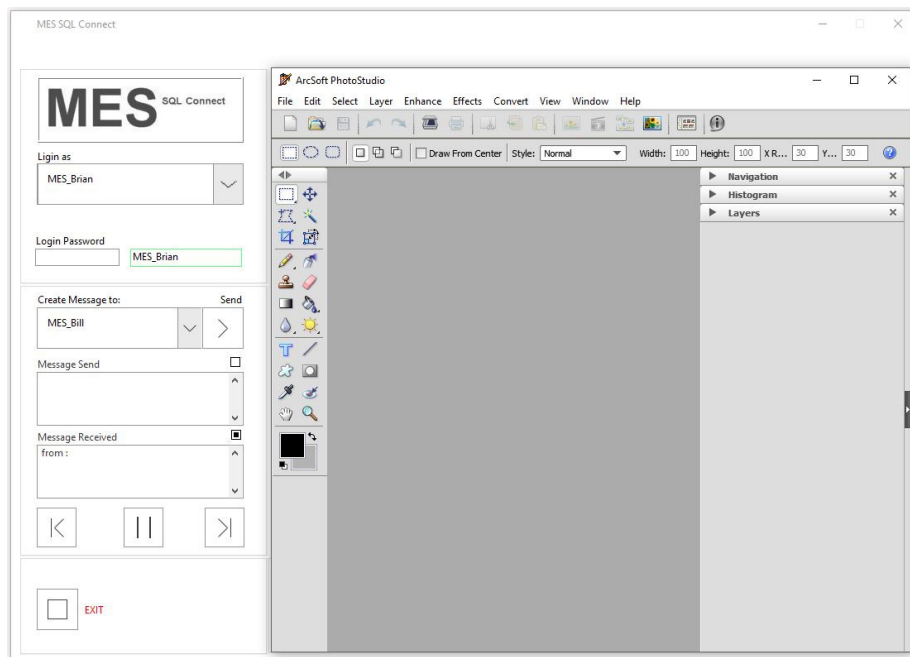 MES SQL Connect
MES SQL Connect
Ligin as
MES_Brian
Login Password
MES_Brian
Create Message to: Send
MES_Bill
Message Send
Message Received
from :
EXIT
ArcSoft PhotoStudio
File Edit Select Layer Enhance Effects Convert View Window Help
Draw From Center Style: Normal Width: 100 Height: 100 X R... 30 Y... 30
Navigation
Histogram
Layers